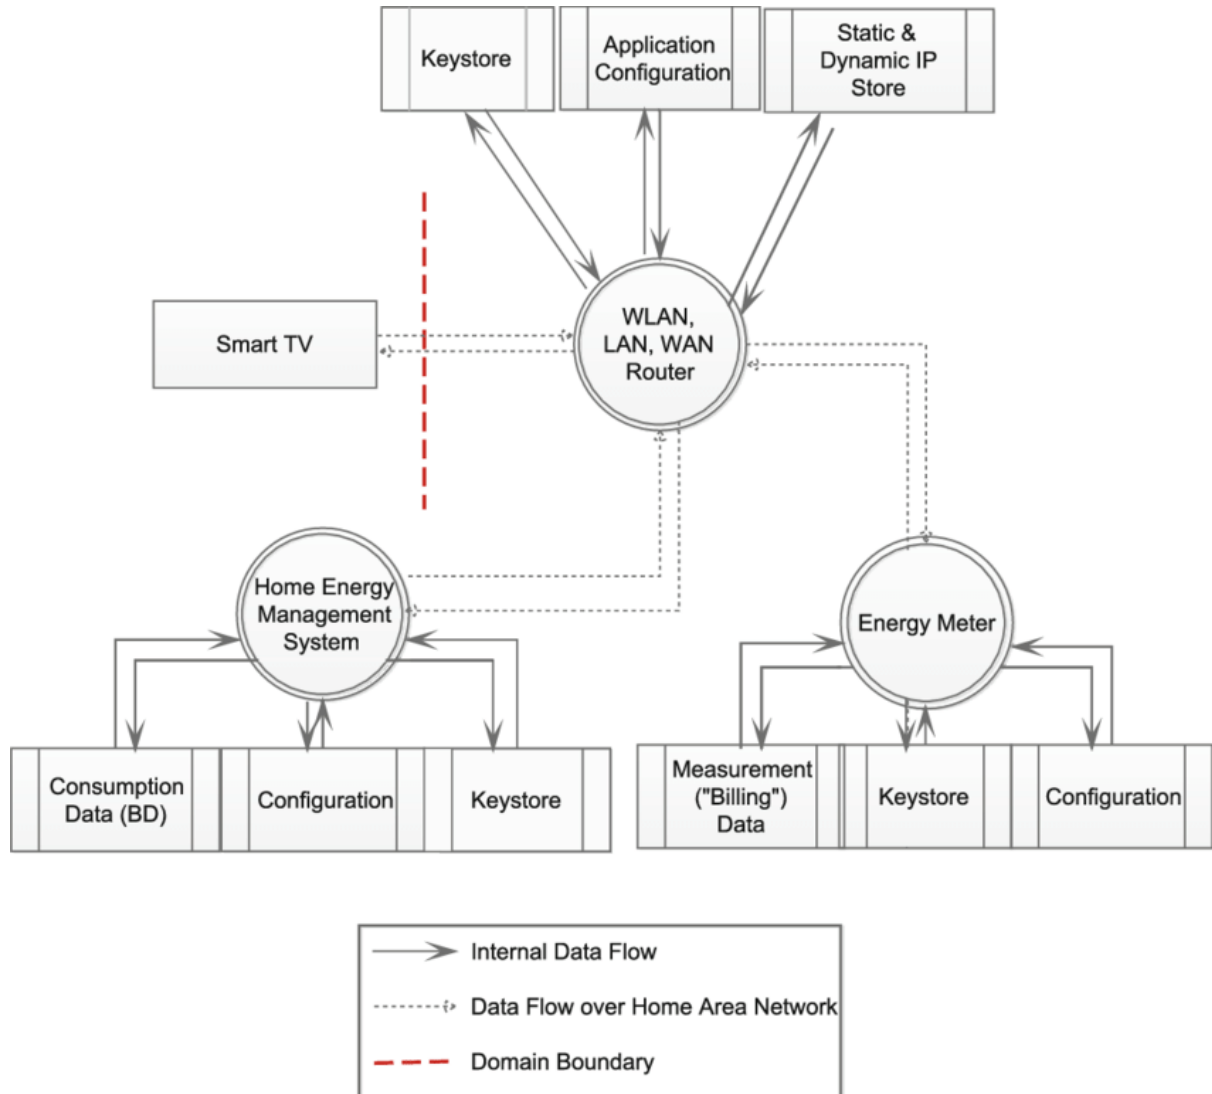 Keystore
Application
Configuration
Static &
Dynamic IP
Store
Smart TV
WLAN,
LAN, WAN
Router
Home Energy
Management
System
Energy Meter
Consumption
Data (BD)
Configuration
Keystore
Measurement
("Billing")
Data
Keystore
Configuration
Internal Data Flow
Data Flow over Home Area Network
Domain Boundary